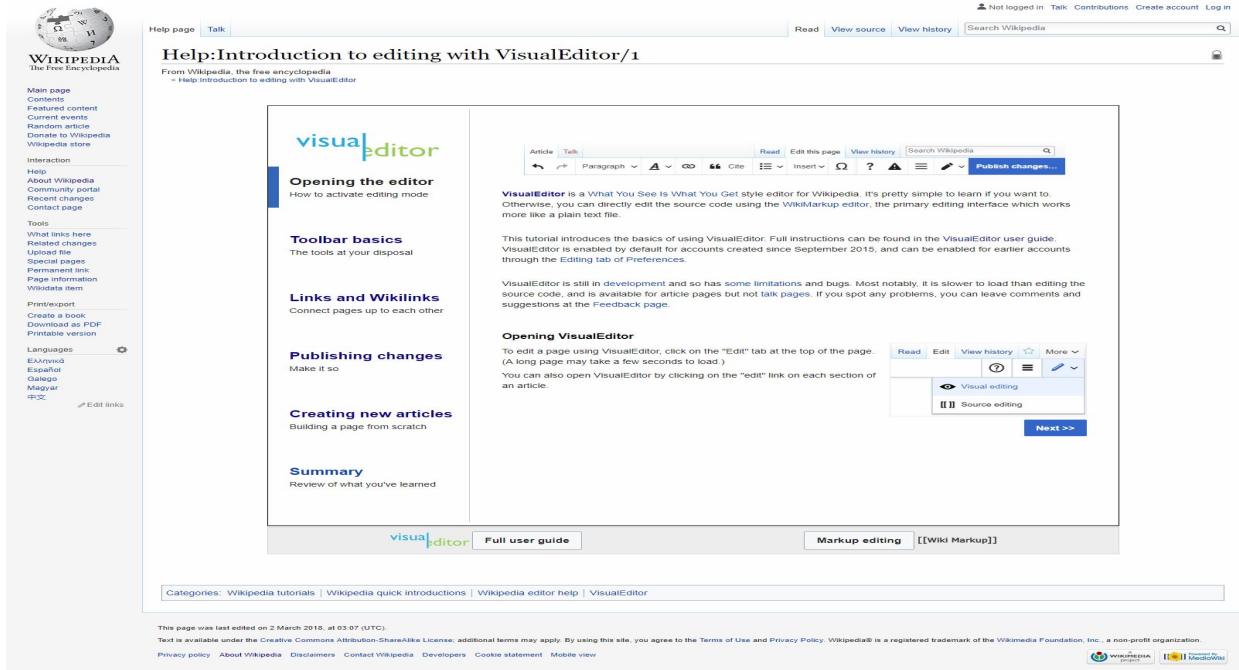 Not logged in Talk Contributions Create account Log in
Help page Talk
Read View source View history Search Wikipedia
WIKIPEDIA
The Free Encyclopedia
Main page
Contents
Featured content
Current events
Random article
Donate to Wikipedia
Wikipedia store
Interaction
Help
About Wikipedia
Community portal
Recent changes
Contact page
Tools
What links here
Related changes
Upload file
Special pages
Permanent link
Page information
Wikidata item
Print/export
Create a book
Download as PDF
Printable version
Languages
Ελληνικά
Español
Galego
Magyar
中文
Edit links
Help:Introduction to editing with VisualEditor/1
From Wikipedia, the free encyclopedia
< Help:Introduction to editing with VisualEditor
visual editor
Opening the editor
How to activate editing mode
Toolbar basics
The tools at your disposal
Links and Wikilinks
Connect pages up to each other
Publishing changes
Make it so
Creating new articles
Building a page from scratch
Summary
Review of what you've learned
Article Talk Read Edit this page View history Search Wikipedia
Paragraph A Cite Insert Ω ? Publish changes...
VisualEditor is a What You See Is What You Get style editor for Wikipedia. It's pretty simple to learn if you want to.
Otherwise, you can directly edit the source code using the WikiMarkup editor, the primary editing interface which works
more like a plain text file.
This tutorial introduces the basics of using VisualEditor. Full instructions can be found in the VisualEditor user guide.
VisualEditor is enabled by default for accounts created since September 2015, and can be enabled for earlier accounts
through the Editing tab of Preferences.
VisualEditor is still in development and so has some limitations and bugs. Most notably, it is slower to load than editing the
source code, and is available for article pages but not talk pages. If you spot any problems, you can leave comments and
suggestions at the Feedback page.
Opening VisualEditor
To edit a page using VisualEditor, click on the "Edit" tab at the top of the page.
(A long page may take a few seconds to load.)
You can also open VisualEditor by clicking on the "edit" link on each section of
an article.
Read Edit View history More
Visual editing
[[ ]] Source editing
Next >>
visual editor Full user guide
Markup editing [[Wiki Markup]]
Categories: Wikipedia tutorials | Wikipedia quick introductions | Wikipedia editor help | VisualEditor
This page was last edited on 2 March 2018, at 03:07 (UTC).
Text is available under the Creative Commons Attribution-ShareAlike License; additional terms may apply. By using this site, you agree to the Terms of Use and Privacy Policy. Wikipedia® is a registered trademark of the Wikimedia Foundation, Inc., a non-profit organization.
Privacy policy About Wikipedia Disclaimers Contact Wikipedia Developers Cookie statement Mobile view
WIKIMEDIA project
Powered By MediaWiki